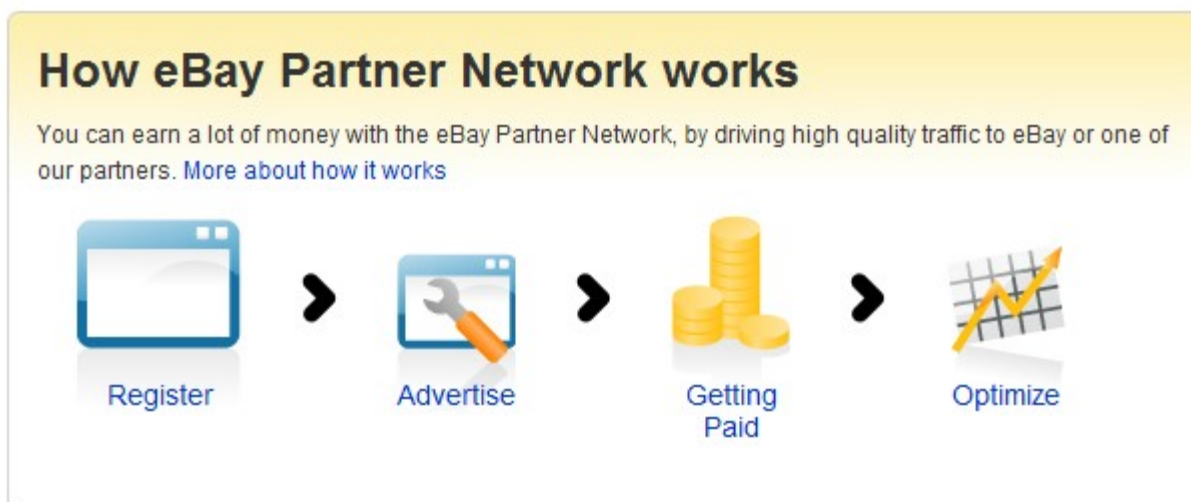 How eBay Partner Network works
You can earn a lot of money with the eBay Partner Network, by driving high quality traffic to eBay or one of
our partners. More about how it works
Register
Advertise
Getting
Paid
Optimize